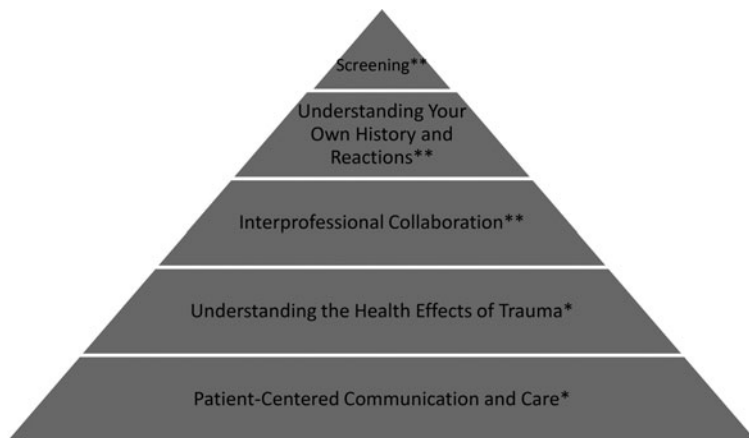 Screening**
Understanding Your
Own History and
Reactions**
Interprofessional Collaboration**
Understanding the Health Effects of Trauma*
Patient-Centered Communication and Care*